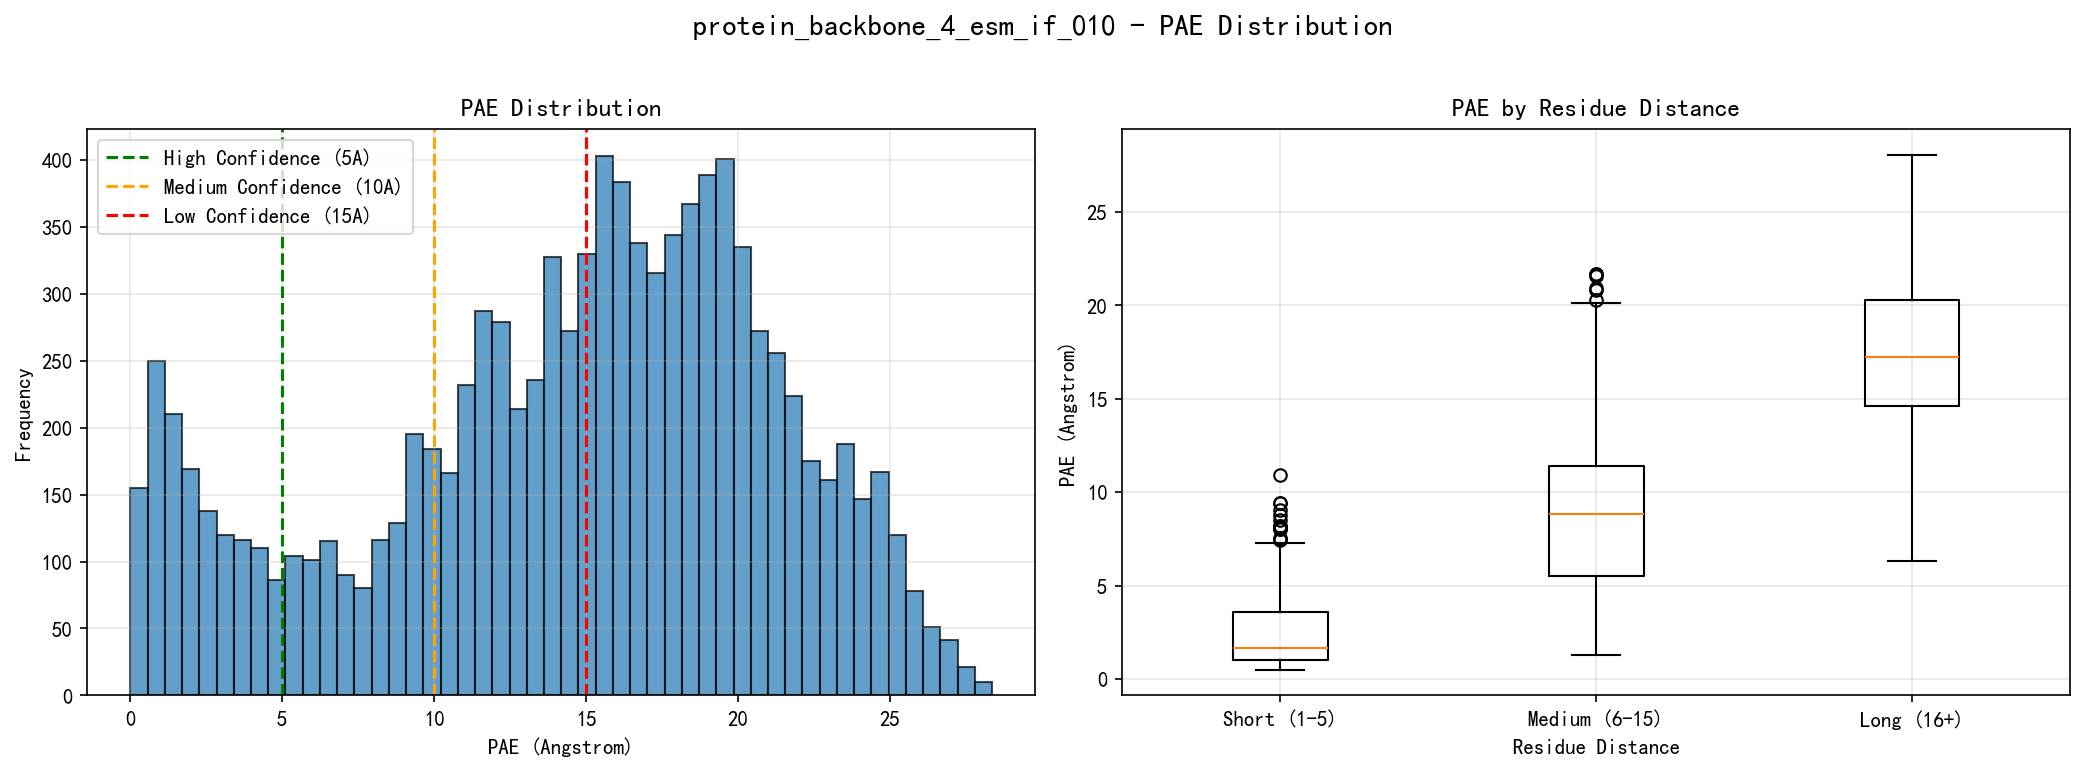 protein_backbone_4_esm_if_010 - PAE Distribution
PAE Distribution
High Confidence (5A)
Medium Confidence (10A)
Low Confidence (15A)
Frequency
400
350
300
250
200
150
100
50
0
0 5 10 15 20 25
PAE (Angstrom)
PAE by Residue Distance
PAE (Angstrom)
25
20
15
10
5
0
Short (1-5) Medium (6-15) Long (16+)
Residue Distance